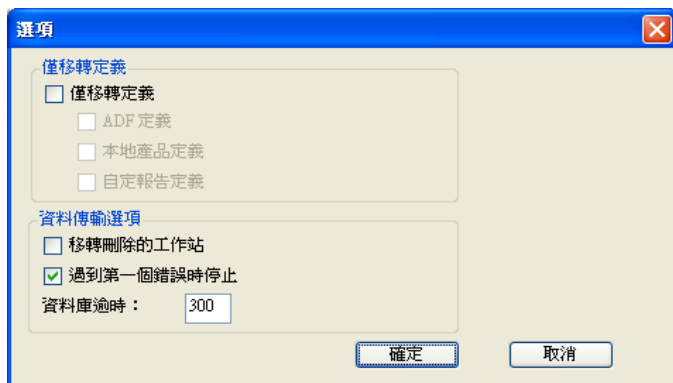 選項
僅移轉定義
僅移轉定義
ADF 定義
本地產品定義
自定報告定義
資料傳輸選項
移轉刪除的工作站
遇到第一個錯誤時停止
資料庫逾時： 300
確定 取消